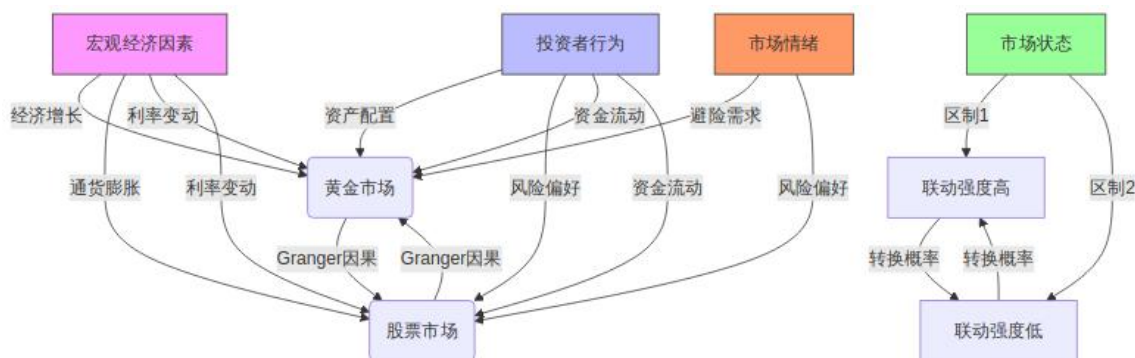 宏观经济因素
投资者行为
市场情绪
市场状态
经济增长
利率变动
资产配置
资金流动
避险需求
区制1
通货膨胀
利率变动
黄金市场
风险偏好
资金流动
风险偏好
联动强度高
区制2
Granger因果
Granger因果
转换概率
转换概率
股票市场
联动强度低